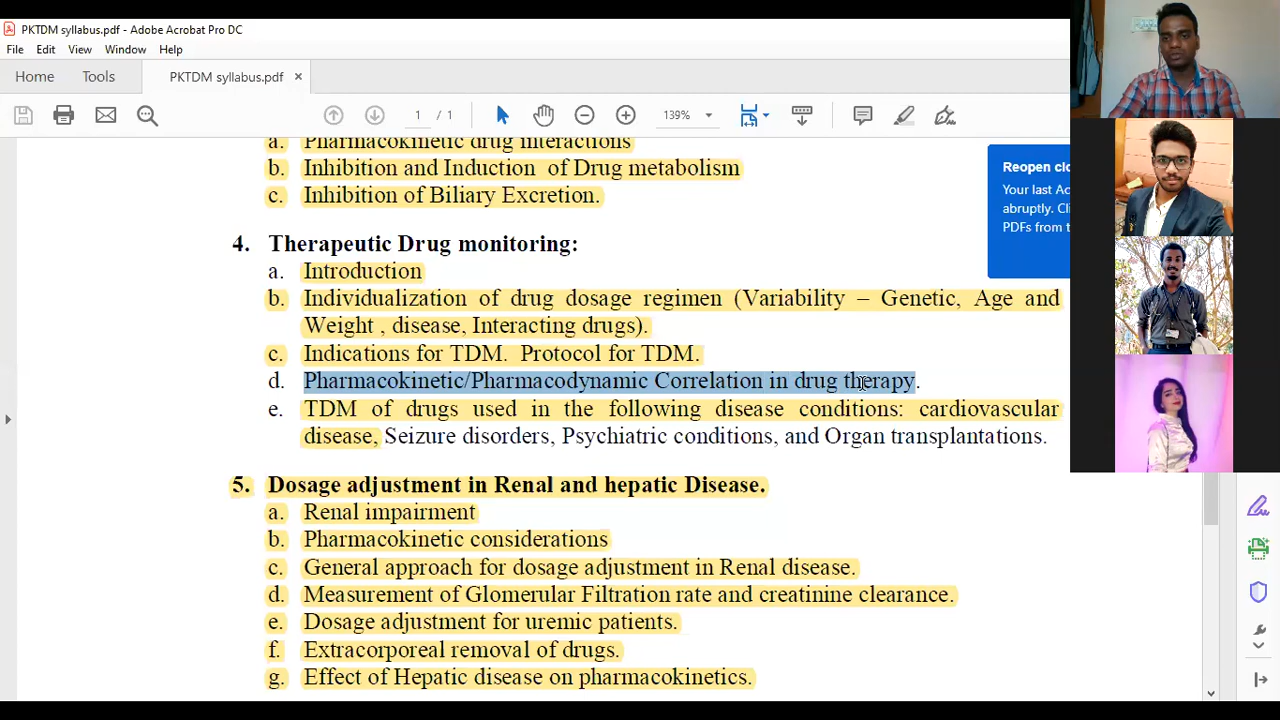 PKTDM syllabus.pdf - Adobe Acrobat Pro DC
File Edit View Window Help
Home Tools PKTDM syllabus.pdf ×
1 / 1 139%
a. Pharmacokinetic drug interactions
b. Inhibition and Induction of Drug metabolism
c. Inhibition of Biliary Excretion.
Reopen clo
Your last Ac
abruptly. Cli
PDFs from t
4. Therapeutic Drug monitoring:
a. Introduction
b. Individualization of drug dosage regimen (Variability – Genetic, Age and
Weight , disease, Interacting drugs).
c. Indications for TDM. Protocol for TDM.
d. Pharmacokinetic/Pharmacodynamic Correlation in drug therapy.
e. TDM of drugs used in the following disease conditions: cardiovascular
disease, Seizure disorders, Psychiatric conditions, and Organ transplantations.
5. Dosage adjustment in Renal and hepatic Disease.
a. Renal impairment
b. Pharmacokinetic considerations
c. General approach for dosage adjustment in Renal disease.
d. Measurement of Glomerular Filtration rate and creatinine clearance.
e. Dosage adjustment for uremic patients.
f. Extracorporeal removal of drugs.
g. Effect of Hepatic disease on pharmacokinetics.